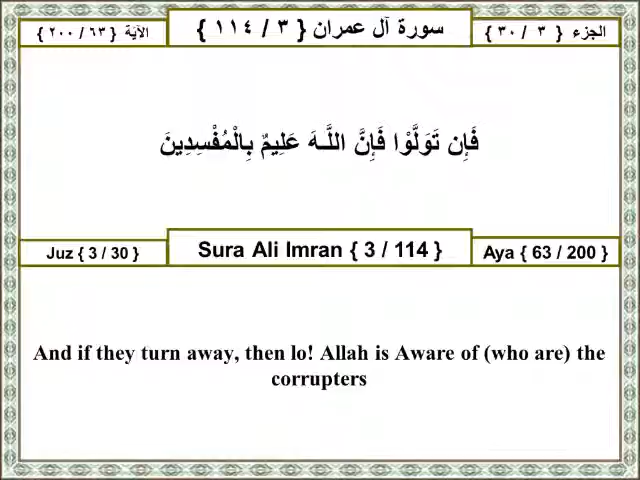 الجزء { ٣ / ٣٠ } سورة آل عمران { ٣ / ١١٤ } الآية { ٦٣ / ٢٠٠ }
فَإِن تَوَلَّوْا فَإِنَّ اللَّـهَ عَلِيمٌ بِالْمُفْسِدِينَ
Juz { 3 / 30 } Sura Ali Imran { 3 / 114 } Aya { 63 / 200 }
And if they turn away, then lo! Allah is Aware of (who are) the
corrupters